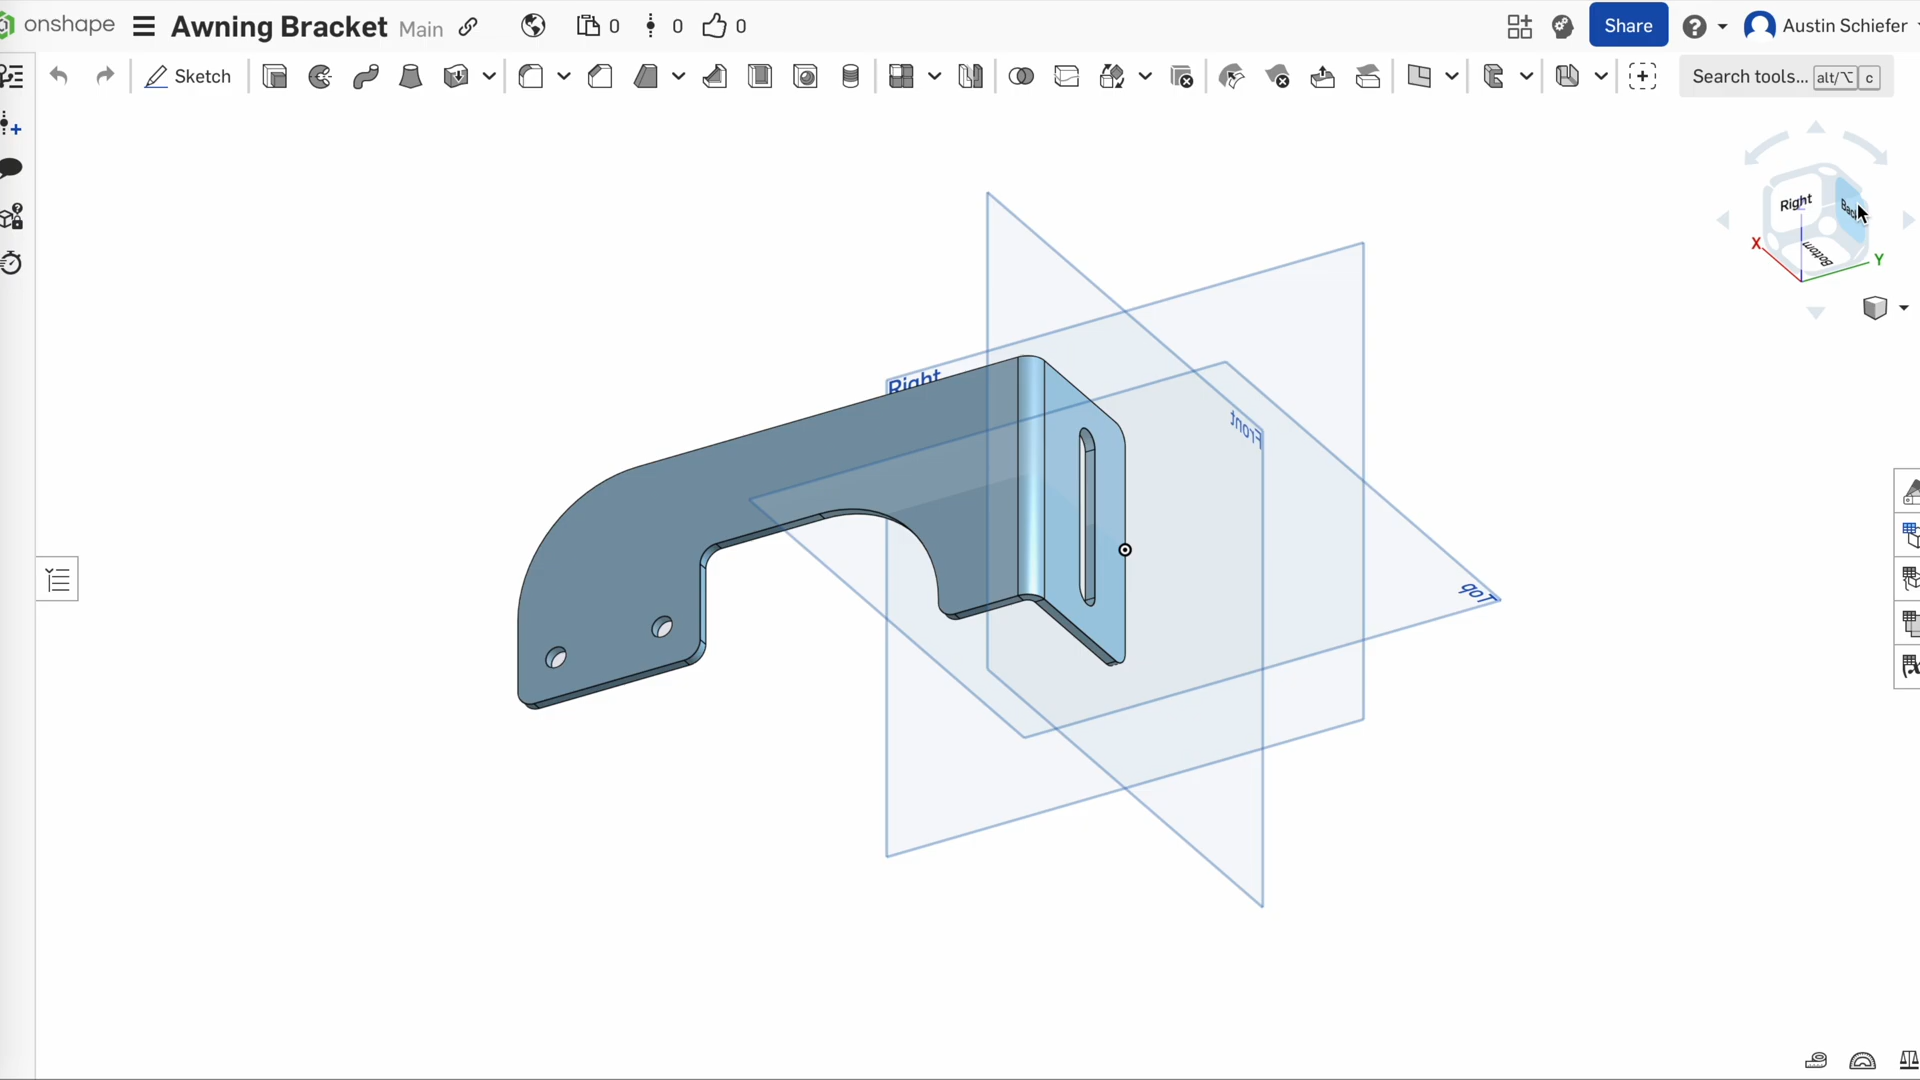 onshape Awning Bracket Main 0 0 0 Share Austin Schiefer
Sketch Search tools... alt/⌥ c
Right
Back
Bottom
X
Y
Right
Front
Top